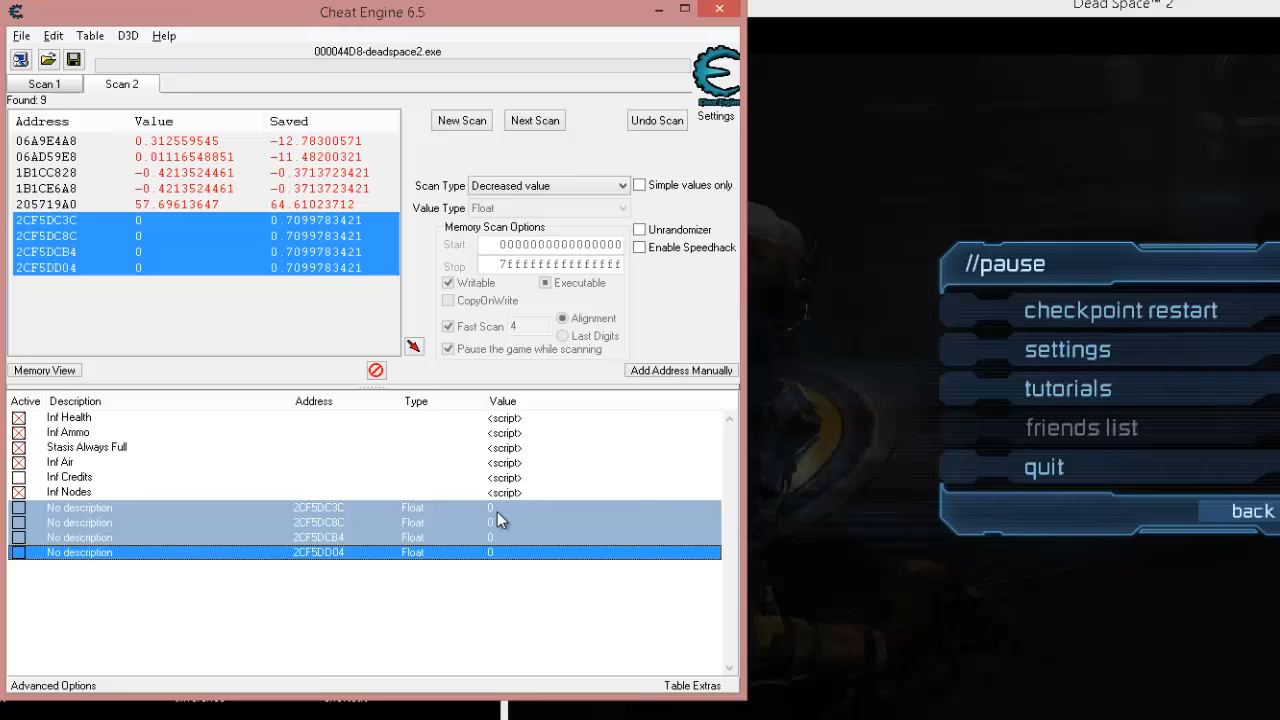 Cheat Engine 6.5
Dead Space™ 2
File Edit Table D3D Help
000044D8-deadspace2.exe
Scan 1 Scan 2
Found: 9
Cheat Engine
Settings
Address Value Saved
06A9E4A8 0.312559545 -12.78300571
06AD59E8 0.01116548851 -11.48200321
1B1CC828 -0.4213524461 -0.3713723421
1B1CE6A8 -0.4213524461 -0.3713723421
205719A0 57.69613647 64.61023712
2CF5DC3C 0 0.7099783421
2CF5DC8C 0 0.7099783421
2CF5DCB4 0 0.7099783421
2CF5DD04 0 0.7099783421
New Scan Next Scan Undo Scan
Scan Type Decreased value Simple values only
Value Type Float
Memory Scan Options
Start 0000000000000000
Stop 7fffffffffffffff
Writable Executable
CopyOnWrite
Fast Scan 4 Alignment
Last Digits
Pause the game while scanning
Unrandomizer
Enable Speedhack
Memory View Add Address Manually
Active Description Address Type Value
Inf Health <script>
Inf Ammo <script>
Stasis Always Full <script>
Inf Air <script>
Inf Credits <script>
Inf Nodes <script>
No description 2CF5DC3C Float 0
No description 2CF5DC8C Float 0
No description 2CF5DCB4 Float 0
No description 2CF5DD04 Float 0
Advanced Options Table Extras
//pause
checkpoint restart
settings
tutorials
friends list
quit
back